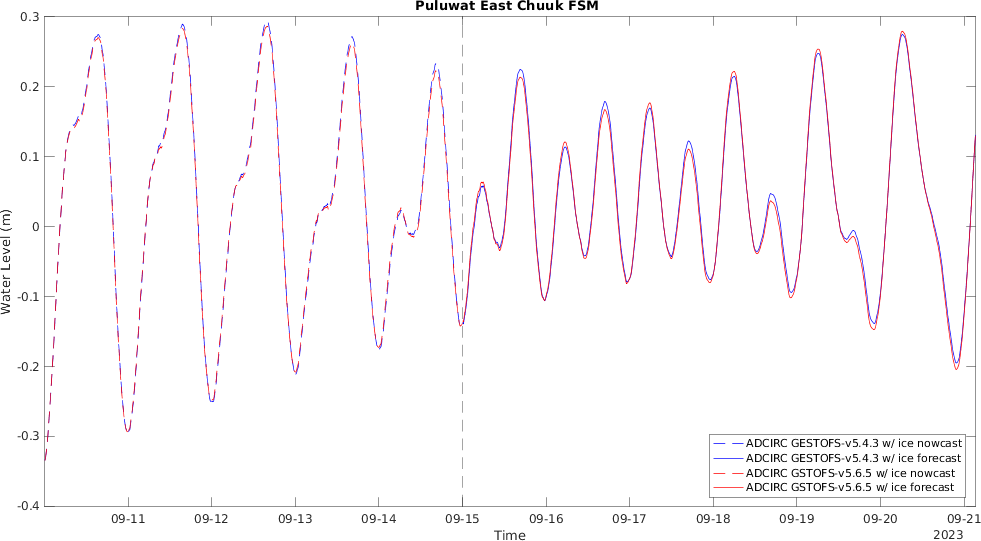 Puluwat East Chuuk FSM
0.3
0.2
0.1
0
-0.1
-0.2
-0.3
-0.4
Water Level (m)
ADCIRC GESTOFS-v5.4.3 w/ ice nowcast
ADCIRC GESTOFS-v5.4.3 w/ ice forecast
ADCIRC GSTOFS-v5.6.5 w/ ice nowcast
ADCIRC GSTOFS-v5.6.5 w/ ice forecast
09-11 09-12 09-13 09-14 09-15 09-16 09-17 09-18 09-19 09-20 09-21
Time 2023